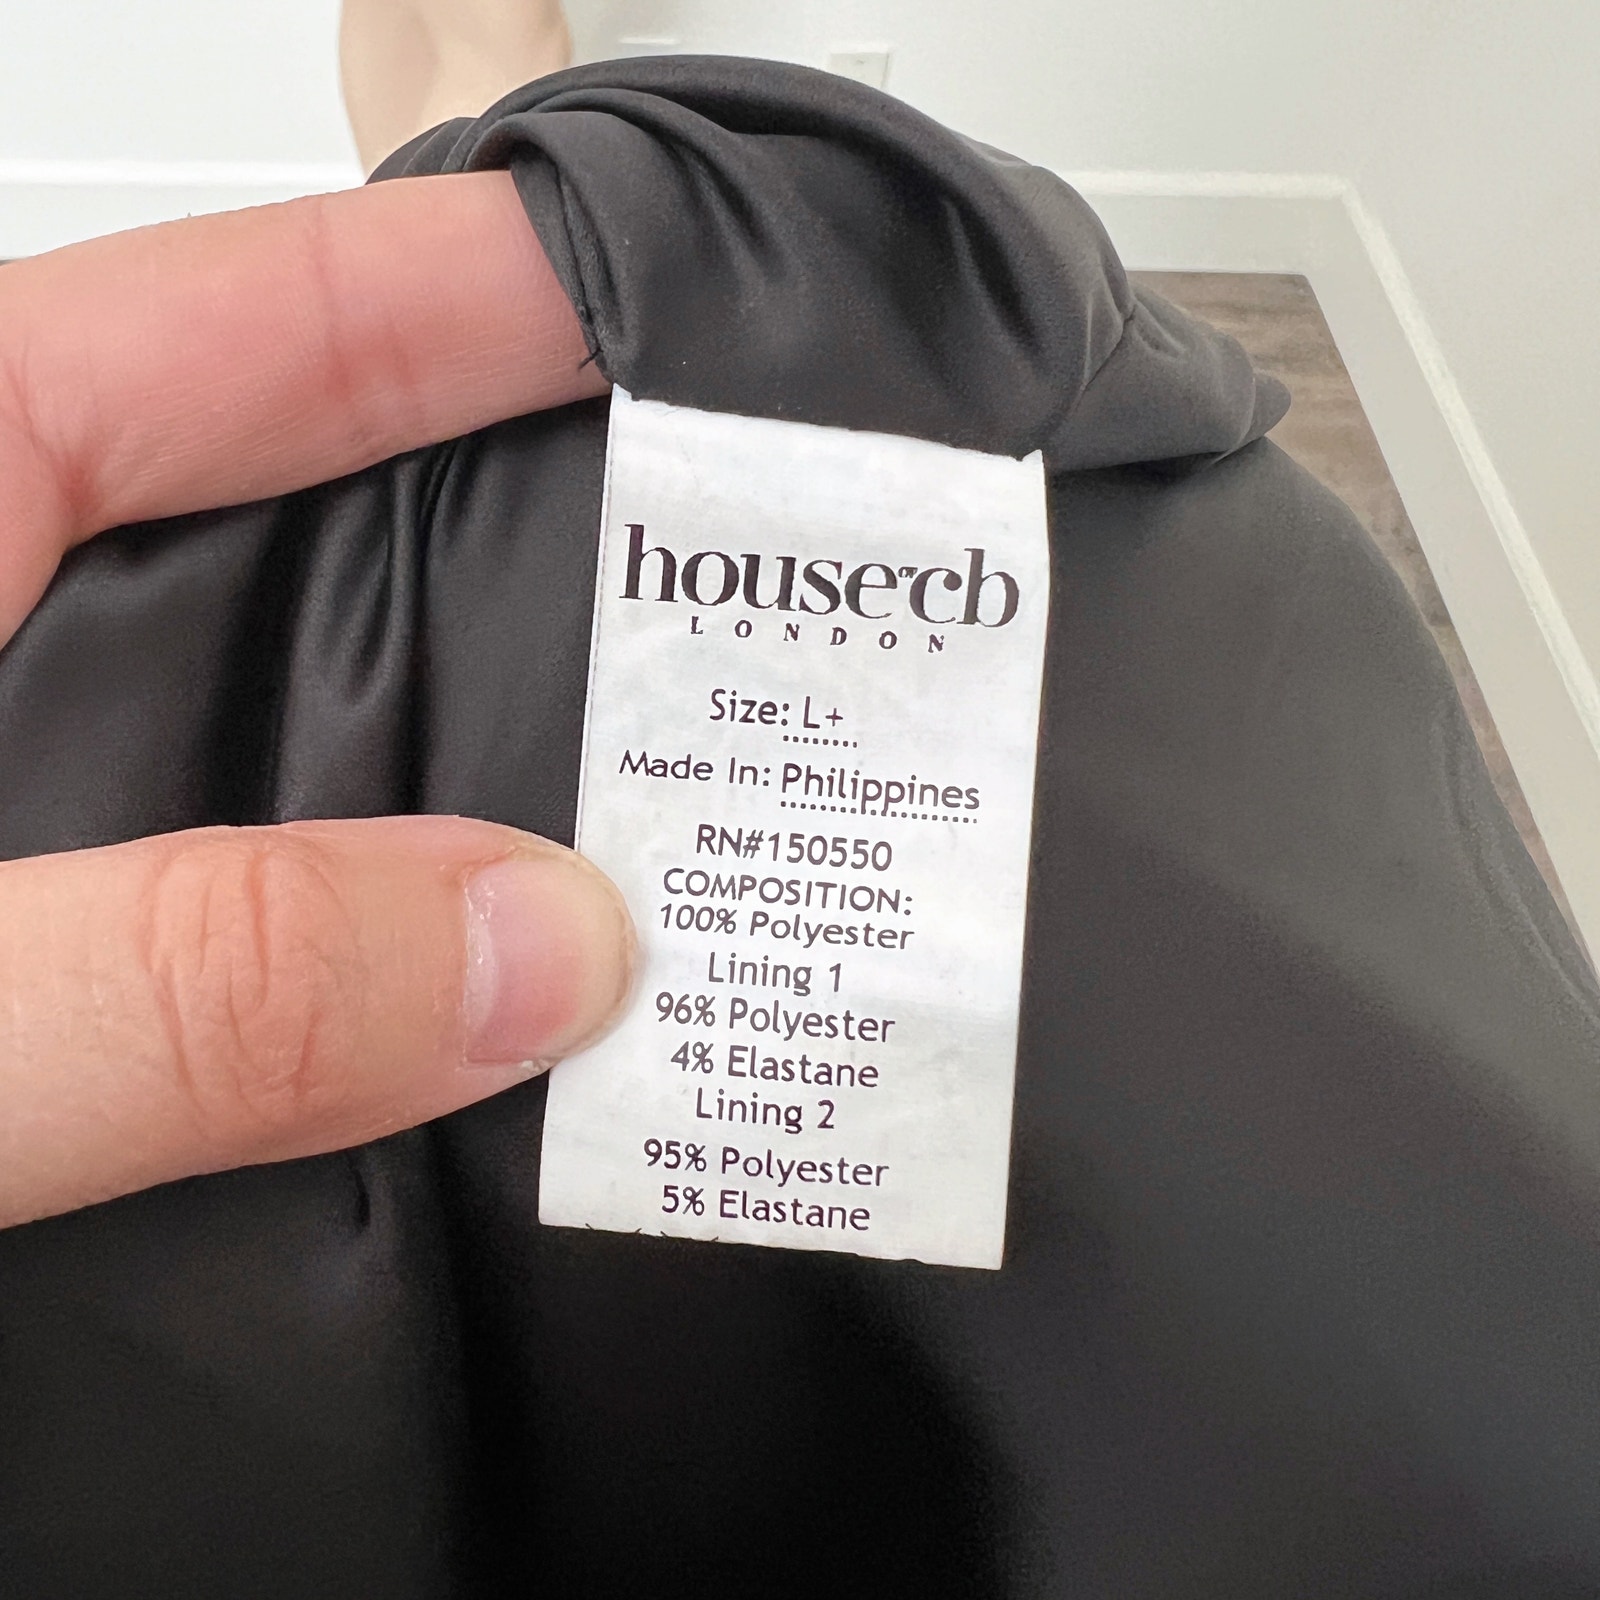 house OF cb
LONDON
Size: L+
Made In: Philippines
RN#150550
COMPOSITION:
100% Polyester
Lining 1
96% Polyester
4% Elastane
Lining 2
95% Polyester
5% Elastane